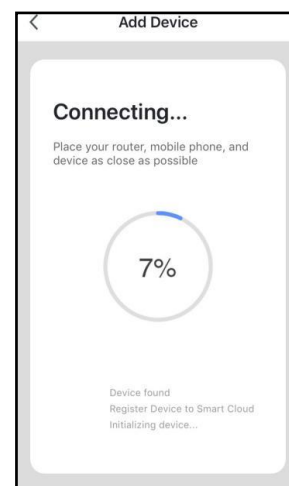 Add Device
Connecting...
Place your router, mobile phone, and
device as close as possible
7%
Device found
Register Device to Smart Cloud
Initializing device...